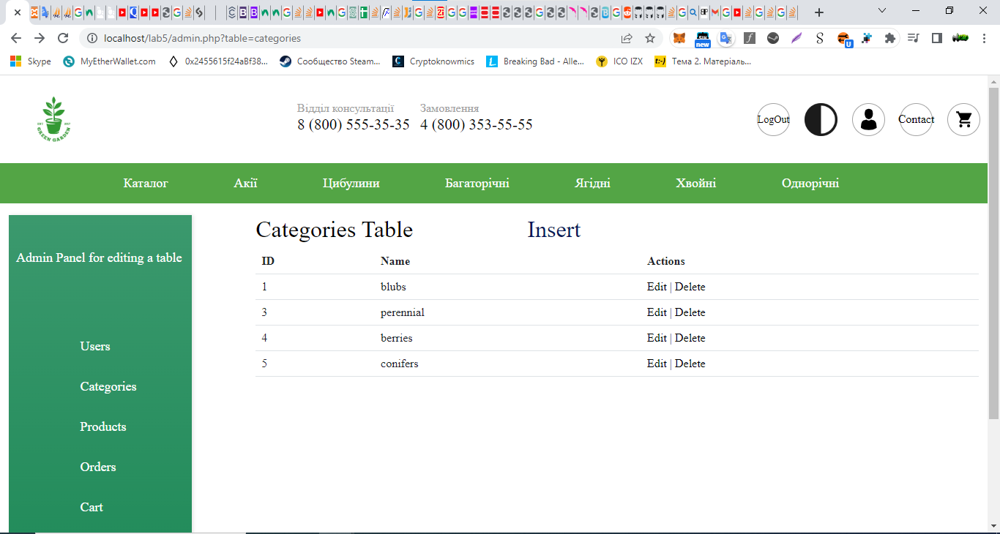 localhost/lab5/admin.php?table=categories
new
U
Skype
MyEtherWallet.com
0x2455615f24aBf38...
Сообщество Steam...
Cryptoknowmics
Breaking Bad - Alle...
ICO IZX
Тема 2. Матеріаль...
GREEN GARDEN
Відділ консультації
8 (800) 555-35-35
Замовлення
4 (800) 353-55-55
LogOut
Contact
Каталог
Акії
Цибулини
Багаторічні
Ягідні
Хвойні
Однорічні
Admin Panel for editing a table
Users
Categories
Products
Orders
Cart
Categories Table
Insert
ID Name Actions
1 blubs Edit | Delete
3 perennial Edit | Delete
4 berries Edit | Delete
5 conifers Edit | Delete